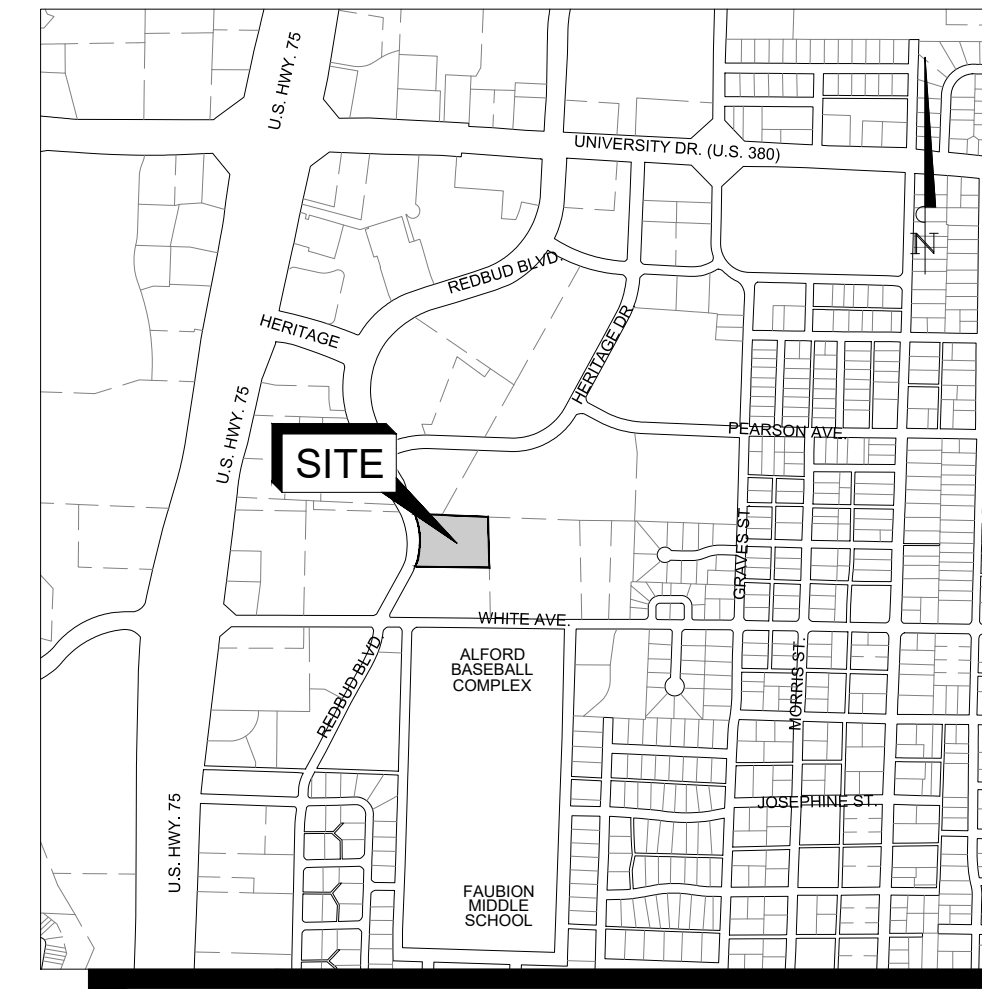 U.S. HWY. 75
UNIVERSITY DR. (U.S. 380)
N
REDBUD BLVD.
HERITAGE
HERITAGE DR.
U.S. HWY. 75
PEARSON AVE.
SITE
GRAVES ST.
WHITE AVE.
ALFORD
BASEBALL
COMPLEX
REDBUD BLVD.
MORRIS ST.
JOSEPHINE ST.
U.S. HWY. 75
FAUBION
MIDDLE
SCHOOL